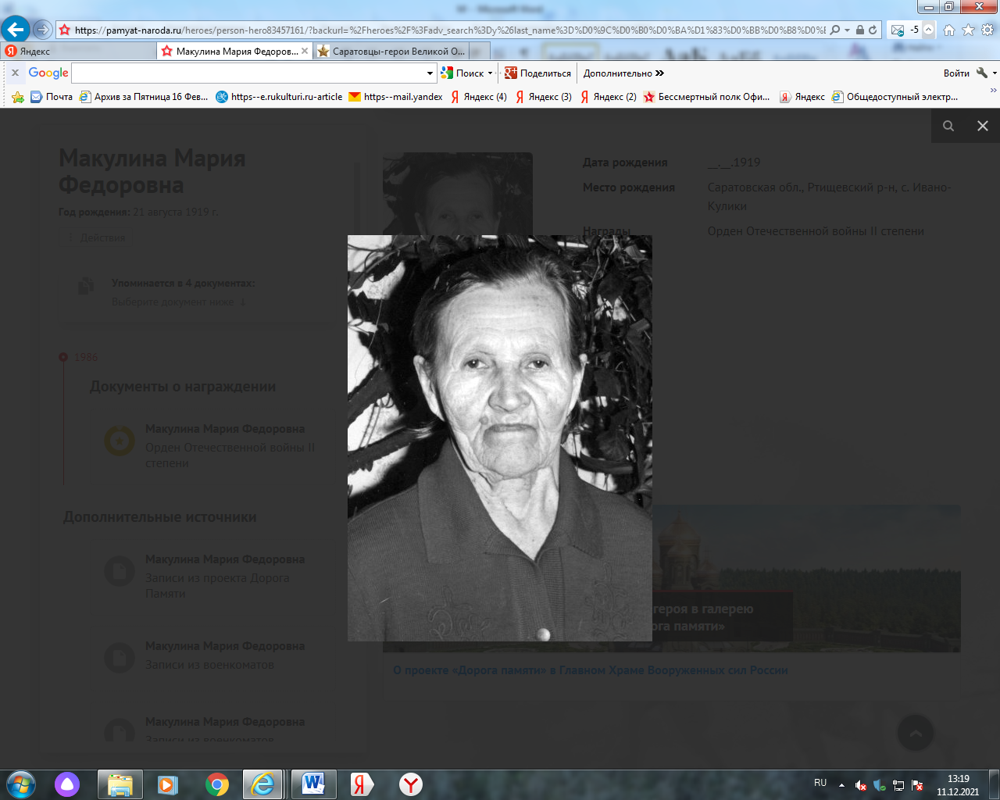 https://pamyat-naroda.ru/heroes/person-hero83457161/?backurl=%2Fheroes%2F%3Fadv_search%3Dy%26last_name%3D%D0%9C%D0%B0%D0%BA%D1%83%D0%BB%D0%B8%D0%
-5
Яндекс
Макулина Мария Федоров...
Саратовцы-герои Великой О...
Google
Поиск
Поделиться
Дополнительно
Войти
Почта
Архив за Пятница 16 Фев...
https--e.rukulturi.ru-article
https--mail.yandex
Яндекс (4)
Яндекс (3)
Яндекс (2)
Бессмертный полк Офи...
Яндекс
Общедоступный электр...
Макулина Мария
Федоровна
Год рождения: 21 августа 1919 г.
Действия
Упоминается в 4 документах:
Выберите документ ниже
1986
Документы о награждении
Макулина Мария Федоровна
Орден Отечественной войны II
степени
Дополнительные источники
Макулина Мария Федоровна
Записи из проекта Дорога
Памяти
Макулина Мария Федоровна
Записи из военкоматов
Макулина Мария Федоровна
Записи из военкоматов
Дата рождения __.__.1919
Место рождения Саратовская обл., Ртищевский р-н, с. Ивано-
Кулики
Награды Орден Отечественной войны II степени
героя в галерею
памяти»
О проекте «Дорога памяти» в Главном Храме Вооруженных сил России
RU
13:19
11.12.2021